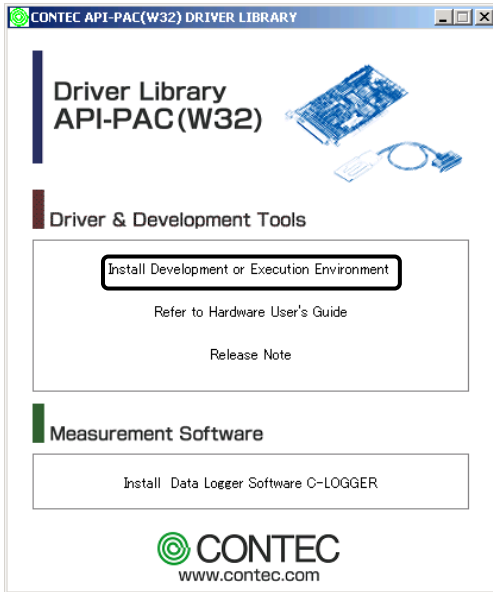 CONTEC API-PAC(W32) DRIVER LIBRARY
Driver Library
API-PAC(W32)
Driver & Development Tools
Install Development or Execution Environment
Refer to Hardware User's Guide
Release Note
Measurement Software
Install Data Logger Software C-LOGGER
CONTEC
www.contec.com